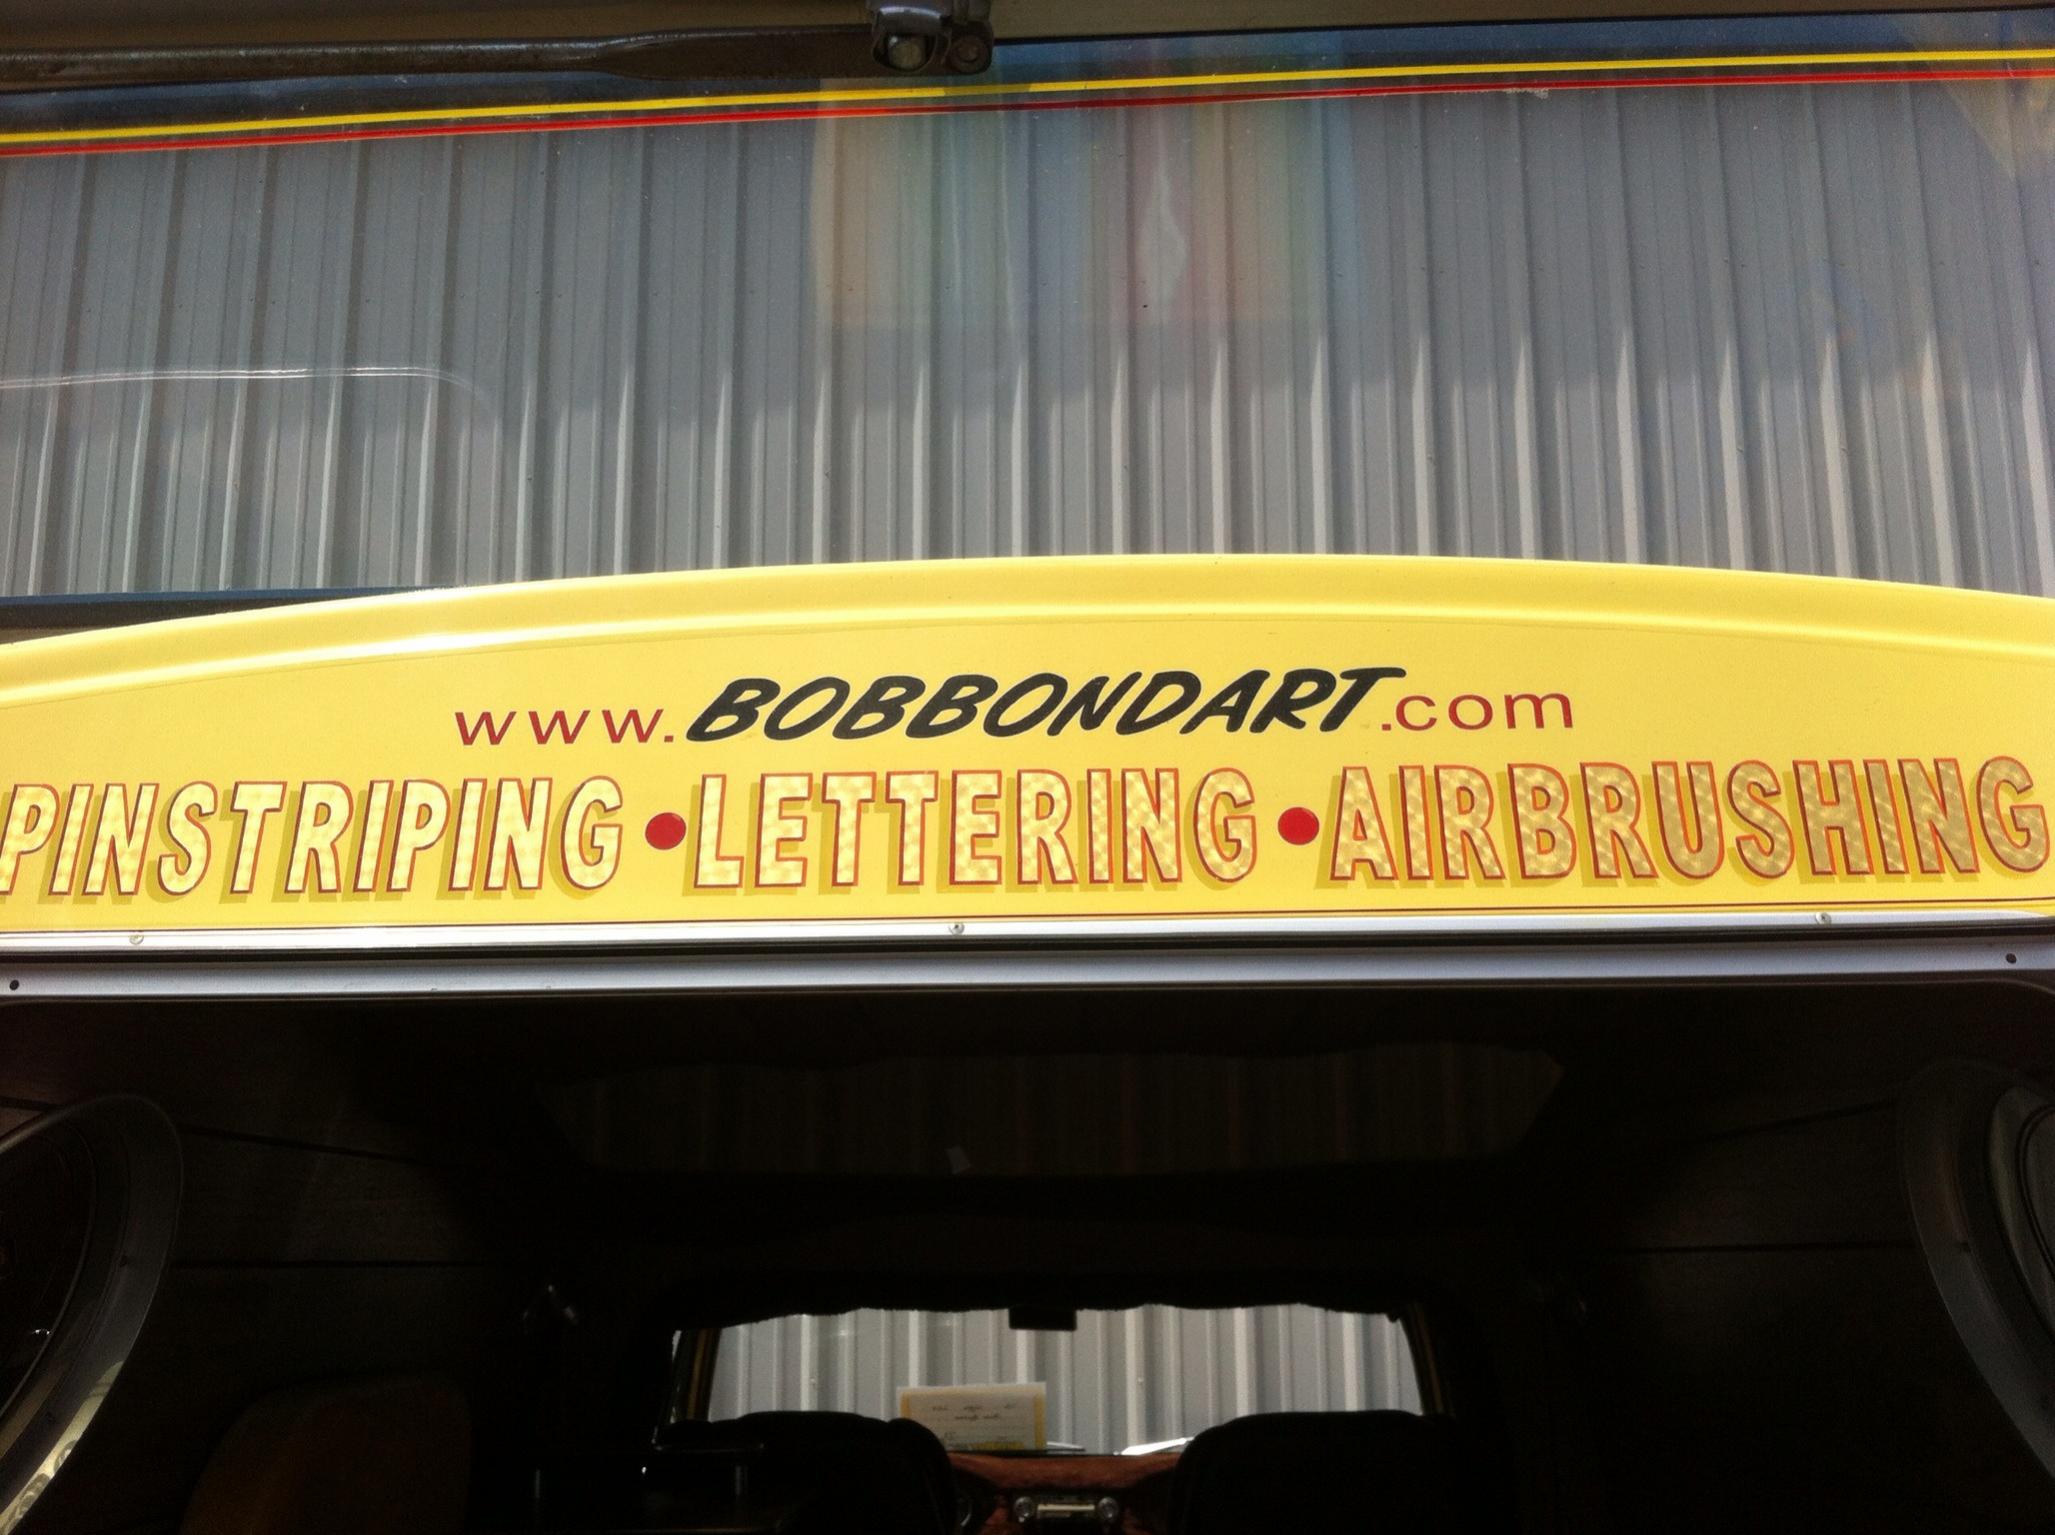 www.BOBBONDART.com
PINSTRIPING • LETTERING • AIRBRUSHING